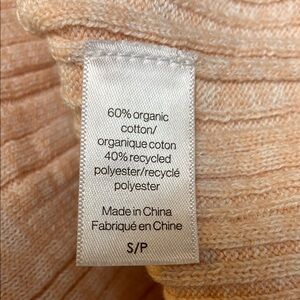 60% organic
cotton/
organique coton
40% recycled
polyester/recyclé
polyester
Made in China
Fabriqué en Chine
S/P